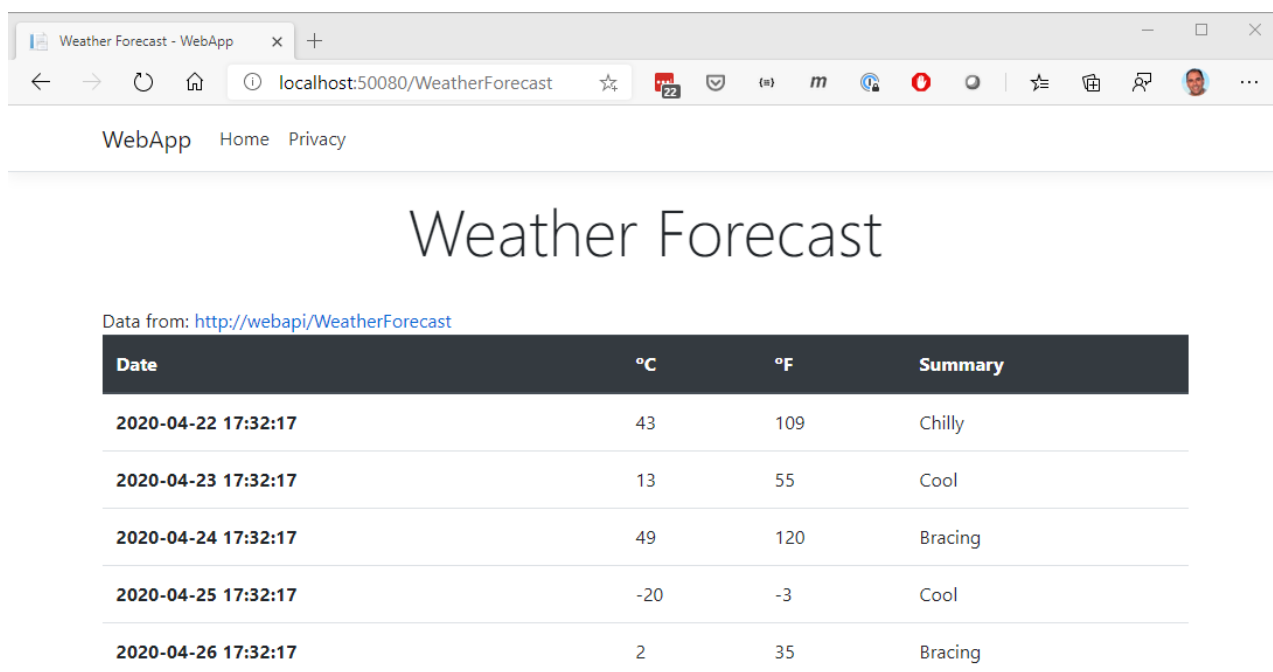 Weather Forecast - WebApp
localhost:50080/WeatherForecast
22
m
WebApp Home Privacy
Weather Forecast
Data from: http://webapi/WeatherForecast
Date ºC ºF Summary
2020-04-22 17:32:17 43 109 Chilly
2020-04-23 17:32:17 13 55 Cool
2020-04-24 17:32:17 49 120 Bracing
2020-04-25 17:32:17 -20 -3 Cool
2020-04-26 17:32:17 2 35 Bracing